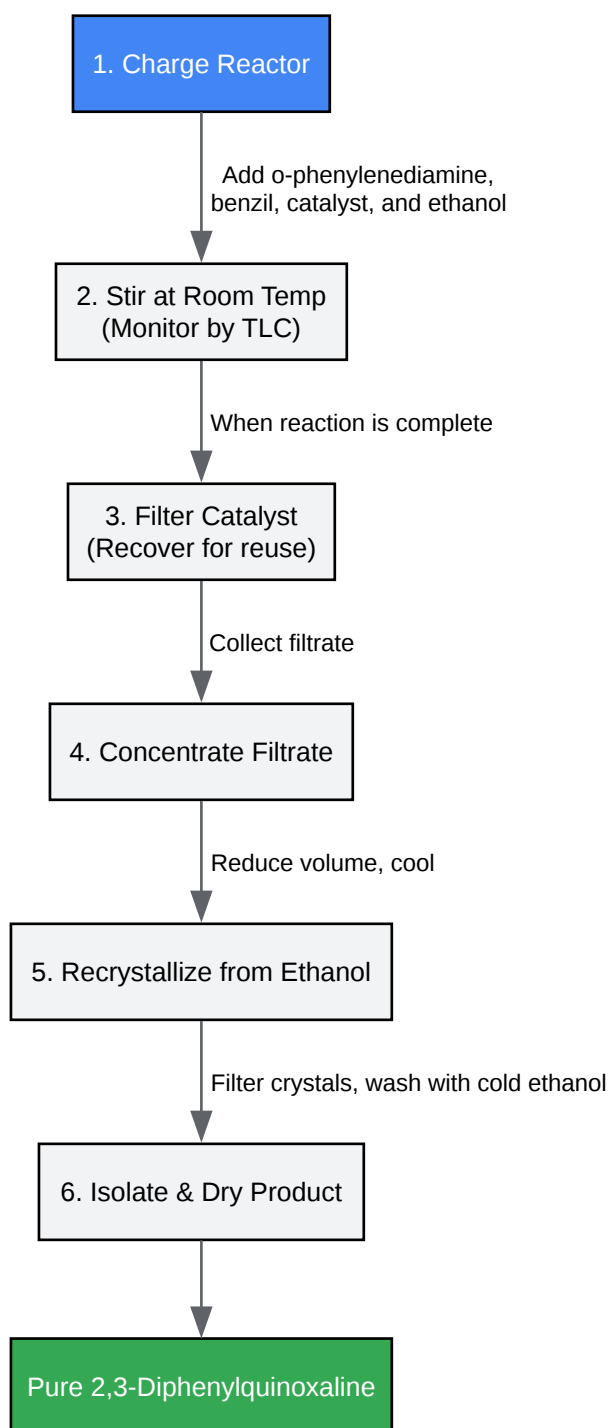 1. Charge Reactor
Add o-phenylenediamine,
benzil, catalyst, and ethanol
2. Stir at Room Temp
(Monitor by TLC)
When reaction is complete
3. Filter Catalyst
(Recover for reuse)
Collect filtrate
4. Concentrate Filtrate
Reduce volume, cool
5. Recrystallize from Ethanol
Filter crystals, wash with cold ethanol
6. Isolate & Dry Product
Pure 2,3-Diphenylquinoxaline